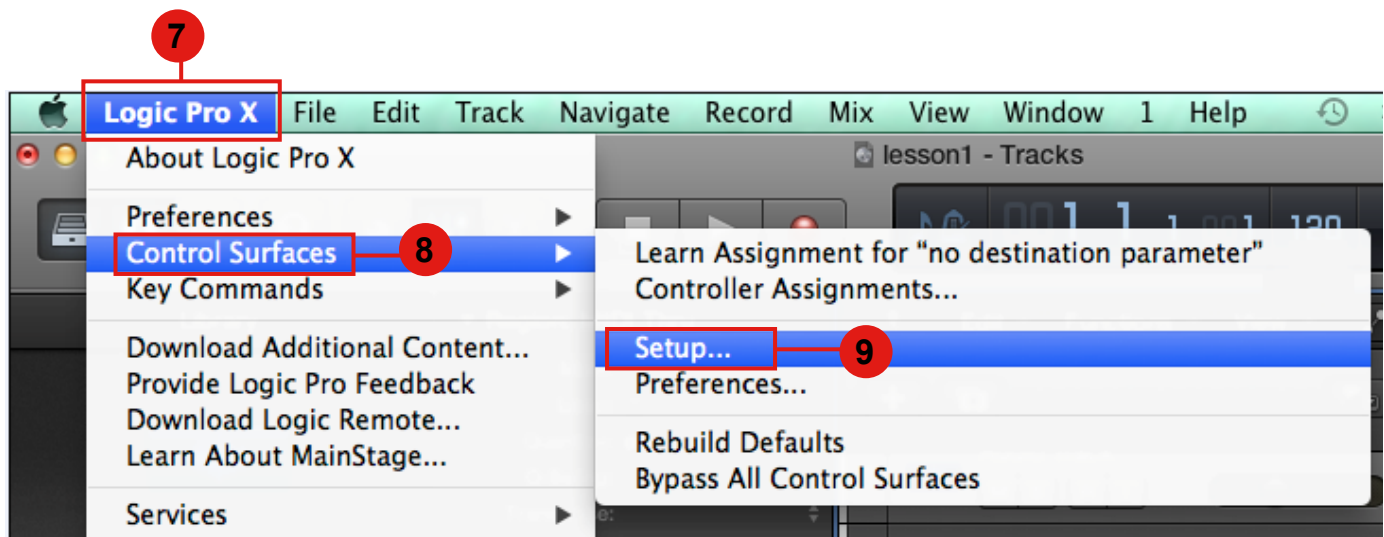 7
Logic Pro X File Edit Track Navigate Record Mix View Window 1 Help
lesson1 - Tracks
About Logic Pro X
Preferences
Control Surfaces
8
Key Commands
Download Additional Content...
Provide Logic Pro Feedback
Download Logic Remote...
Learn About MainStage...
Services
Learn Assignment for “no destination parameter”
Controller Assignments...
Setup...
9
Preferences...
Rebuild Defaults
Bypass All Control Surfaces